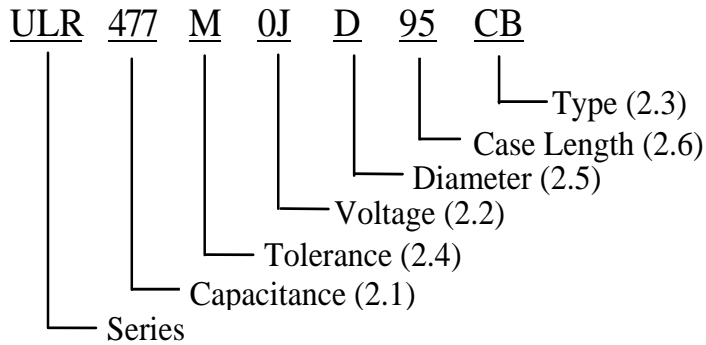 ULR 477 M 0J D 95 CB
Type (2.3)
Case Length (2.6)
Diameter (2.5)
Voltage (2.2)
Tolerance (2.4)
Capacitance (2.1)
Series